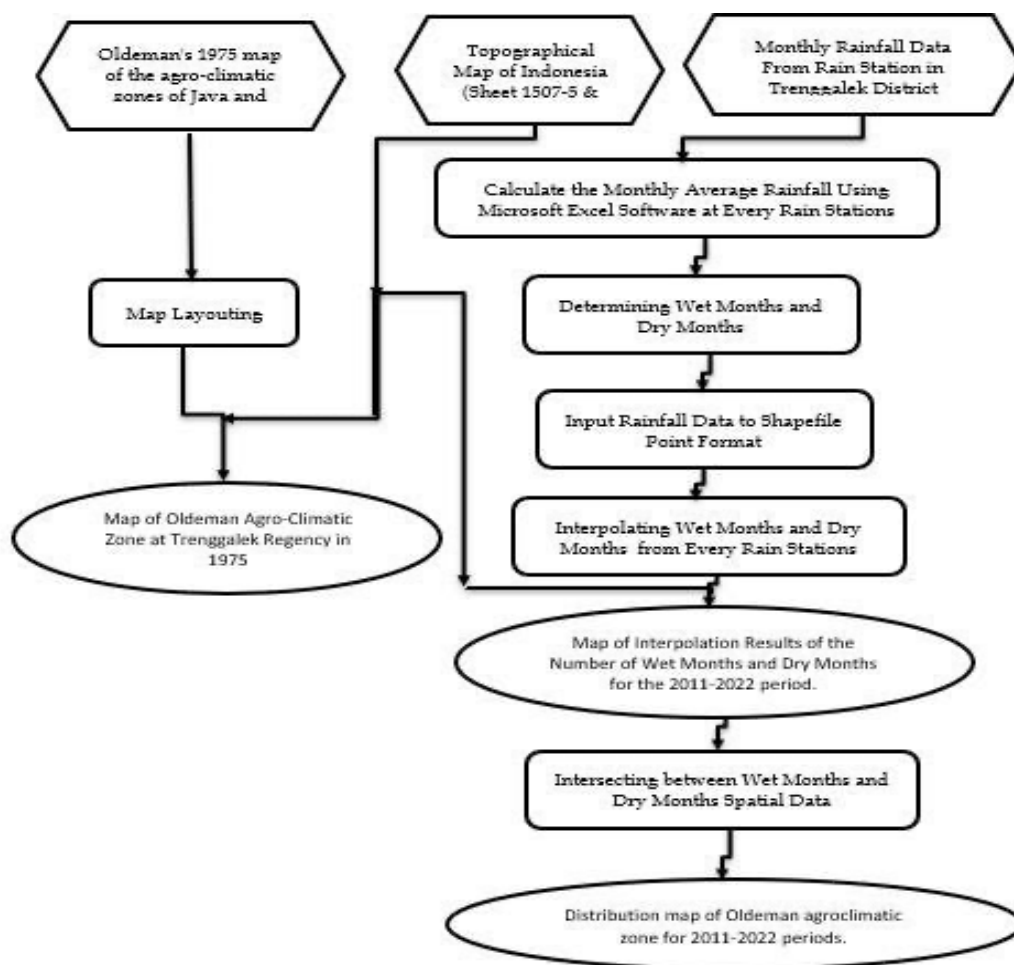 Oldeman's 1975 map
of the agro-climatic
zones of Java and
Topographical
Map of Indonesia
(Sheet 1507-5 &
Monthly Rainfall Data
From Rain Station in
Trenggalek District
Calculate the Monthly Average Rainfall Using
Microsoft Excel Software at Every Rain Stations
Map Layouting
Determining Wet Months and
Dry Months
Input Rainfall Data to Shapefile
Point Format
Interpolating Wet Months and Dry
Months from Every Rain Stations
Map of Oldeman Agro-Climatic
Zone at Trenggalek Regency in
1975
Map of Interpolation Results of the
Number of Wet Months and Dry Months
for the 2011-2022 period.
Intersecting between Wet Months and
Dry Months Spatial Data
Distribution map of Oldeman agroclimatic
zone for 2011-2022 periods.